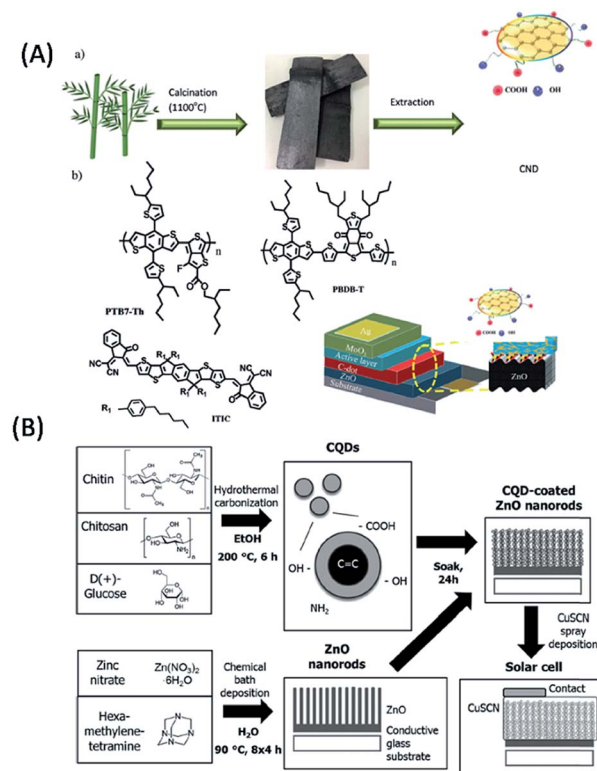 (A)
a)
Calcination
(1100°C)
Extraction
COOH OH
CND
b)
PTB7-Th
F
S
O
n
PBDB-T
n
NC
CN
R1
ITIC
R1
Ag
MoO3
Active layer
C-dot
ZnO
Substrate
COOH OH
ZnO
(B)
Chitin
Chitosan
D(+)-
Glucose
Hydrothermal
carbonization
EtOH
200 °C, 6 h
CQDs
- COOH
C=C
OH -
- OH
NH2
Soak,
24h
CQD-coated
ZnO nanorods
Zinc
nitrate
Zn(NO3)2
·6H2O
Hexa-
methylene-
tetramine
Chemical
bath
deposition
H2O
90 °C, 8x4 h
ZnO
nanorods
ZnO
Conductive
glass
substrate
CuSCN
spray
deposition
Solar cell
CuSCN
Contact